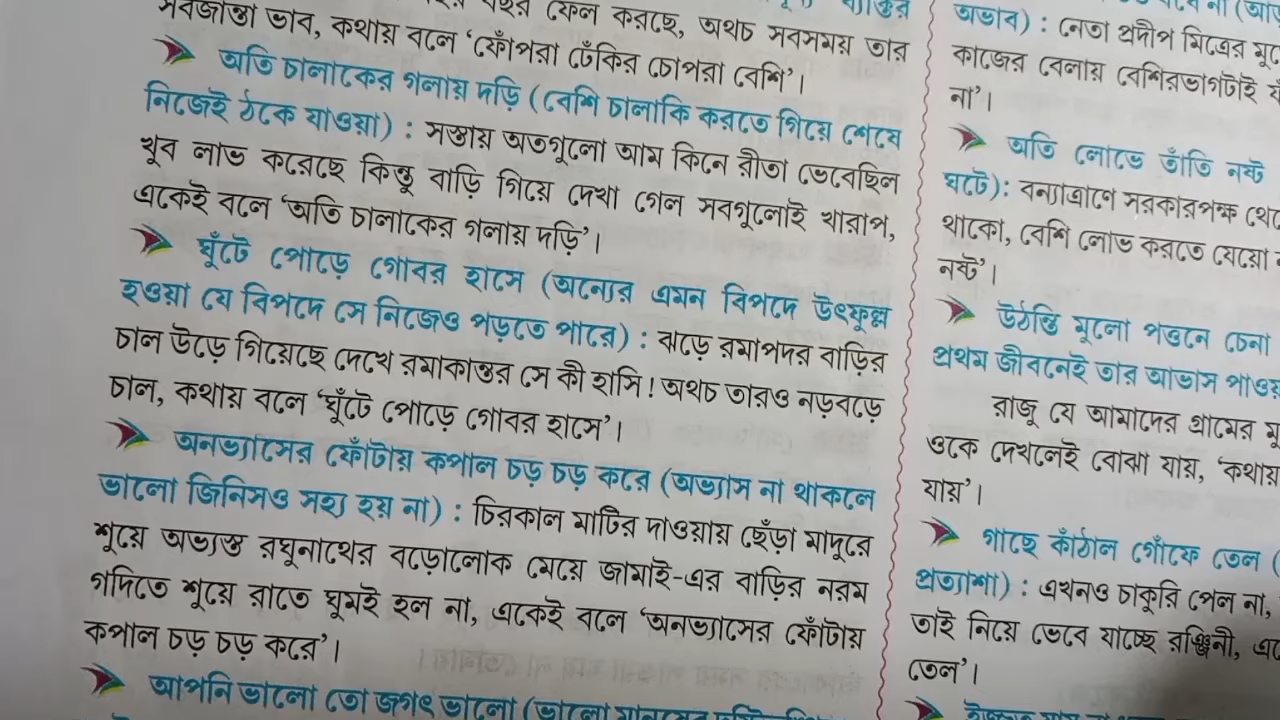 ফেল করছে, অথচ সবসময় তার
সবজান্তা ভাব, কথায় বলে ‘ফোঁপরা ঢেঁকির চোপরা বেশি’।
অতি চালাকের গলায় দড়ি (বেশি চালাকি করতে গিয়ে শেষে
নিজেই ঠকে যাওয়া) : সস্তায় অতগুলো আম কিনে রীতা ভেবেছিল
খুব লাভ করেছে কিন্তু বাড়ি গিয়ে দেখা গেল সবগুলোই খারাপ,
একেই বলে ‘অতি চালাকের গলায় দড়ি’।
ঘুঁটে পোড়ে গোবর হাসে (অন্যের এমন বিপদে উৎফুল্ল
হওয়া যে বিপদে সে নিজেও পড়তে পারে) : ঝড়ে রমাপদর বাড়ির
চাল উড়ে গিয়েছে দেখে রমাকান্তর সে কী হাসি! অথচ তারও নড়বড়ে
চাল, কথায় বলে ‘ঘুঁটে পোড়ে গোবর হাসে’।
অনভ্যাসের ফোঁটায় কপাল চড় চড় করে (অভ্যাস না থাকলে
ভালো জিনিসও সহ্য হয় না) : চিরকাল মাটির দাওয়ায় ছেঁড়া মাদুরে
শুয়ে অভ্যস্ত রঘুনাথের বড়োলোক মেয়ে জামাই-এর বাড়ির নরম
গদিতে শুয়ে রাতে ঘুমই হল না, একেই বলে ‘অনভ্যাসের ফোঁটায়
কপাল চড় চড় করে’।
আপনি ভালো তো জগৎ ভালো (ভালো
অভাব) : নেতা প্রদীপ মিত্রের
কাজের বেলায় বেশিরভাগটাই
না’।
অতি লোভে তাঁতি নষ্ট
ঘটে): বন্যাত্রাণে সরকারপক্ষ
থাকো, বেশি লোভ করতে যেয়ো
নষ্ট’।
উঠন্তি মুলো পত্তনে চেনা
প্রথম জীবনেই তার আভাস
রাজু যে আমাদের গ্রামের
ওকে দেখলেই বোঝা যায়, ‘কথায়
যায়’।
গাছে কাঁঠাল গোঁফে তেল (
প্রত্যাশা) : এখনও চাকুরি পেল না,
তাই নিয়ে ভেবে যাচ্ছে রঞ্জিনী,
তেল’।